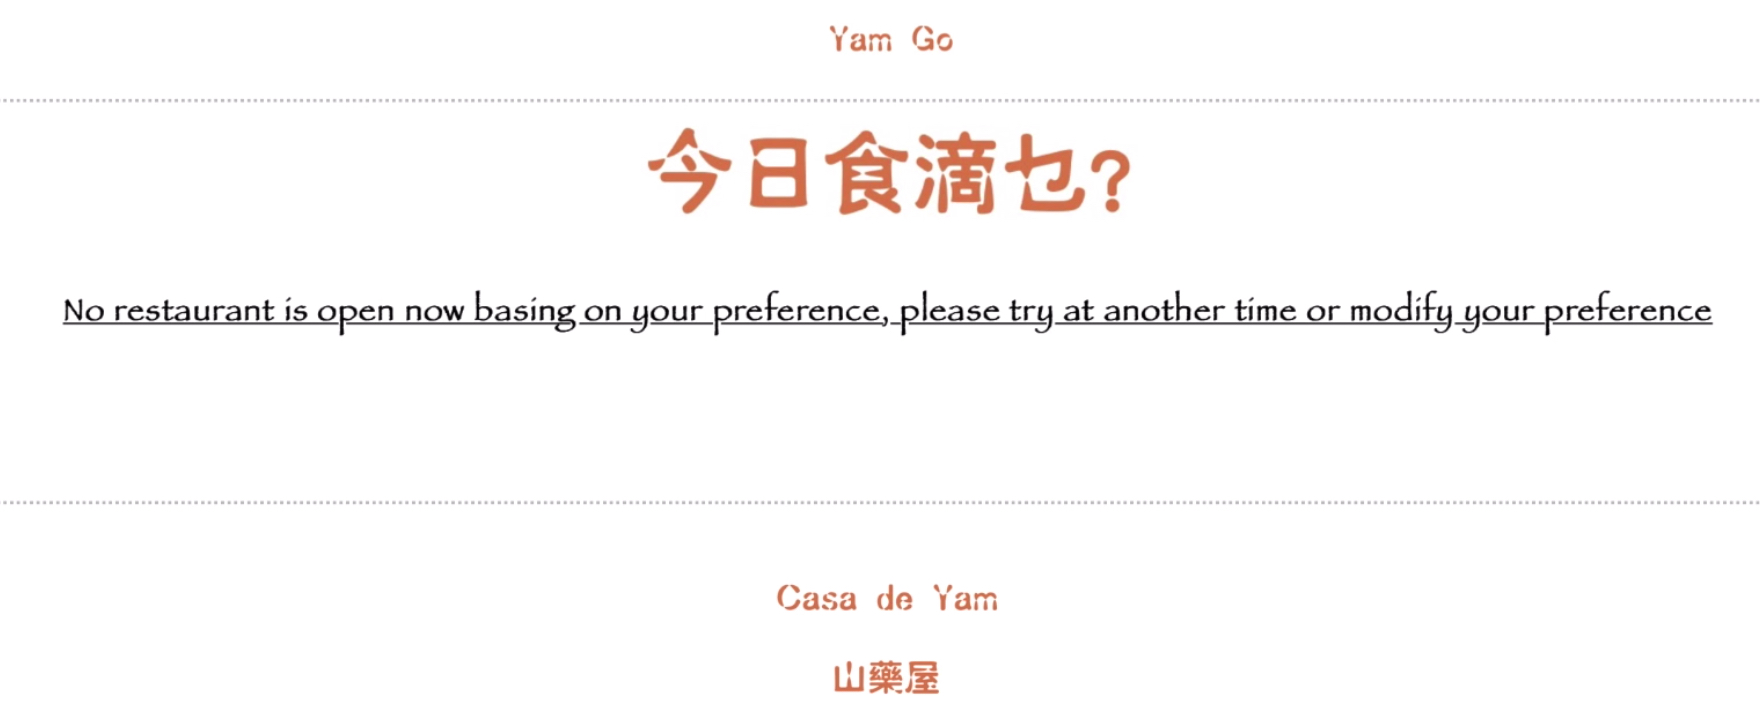 Yam Go
今日食滴乜?
No restaurant is open now basing on your preference, please try at another time or modify your preference
Casa de Yam
山藥屋